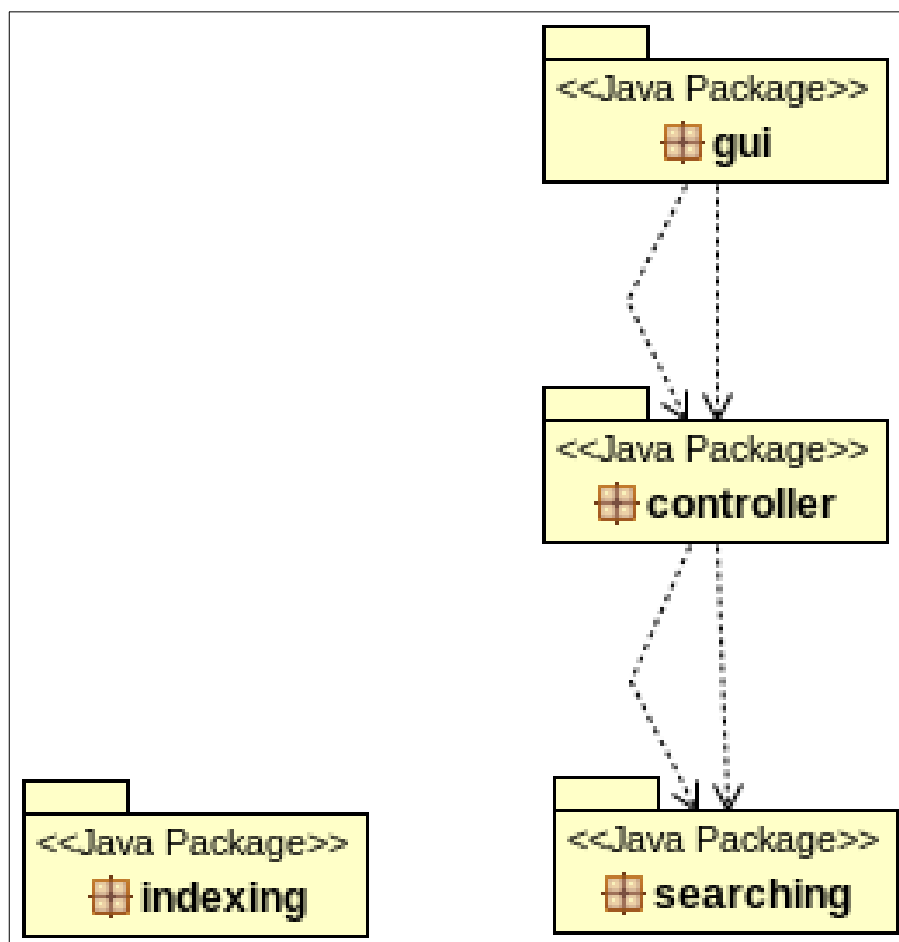 <<Java Package>>
gui
<<Java Package>>
controller
<<Java Package>>
indexing
<<Java Package>>
searching